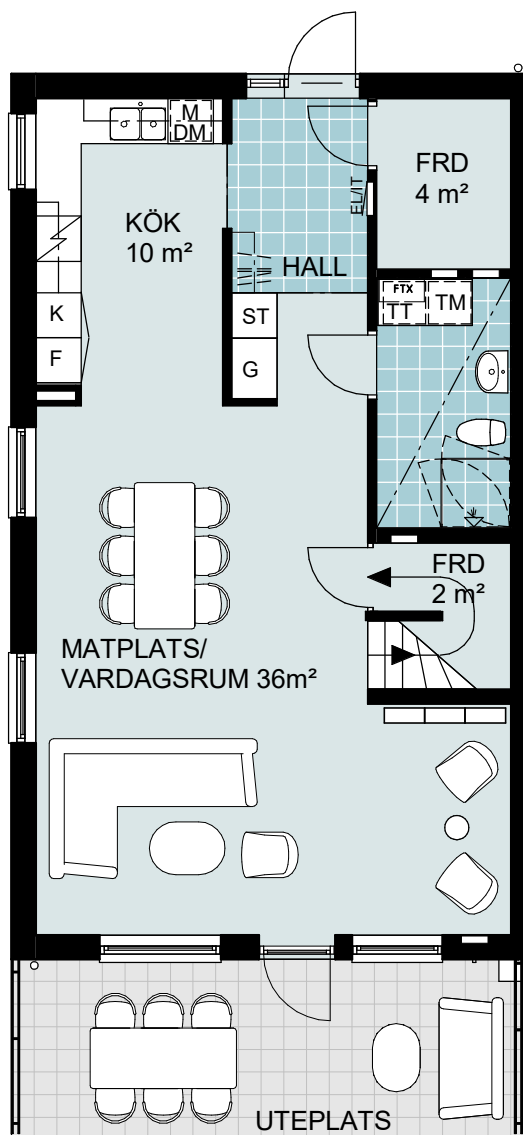 M
DM
FRD
4 m²
KÖK
10 m²
EL/IT
HALL
K
F
ST
G
FTX
TT
TM
FRD
2 m²
MATPLATS/
VARDAGSRUM 36m²
UTEPLATS